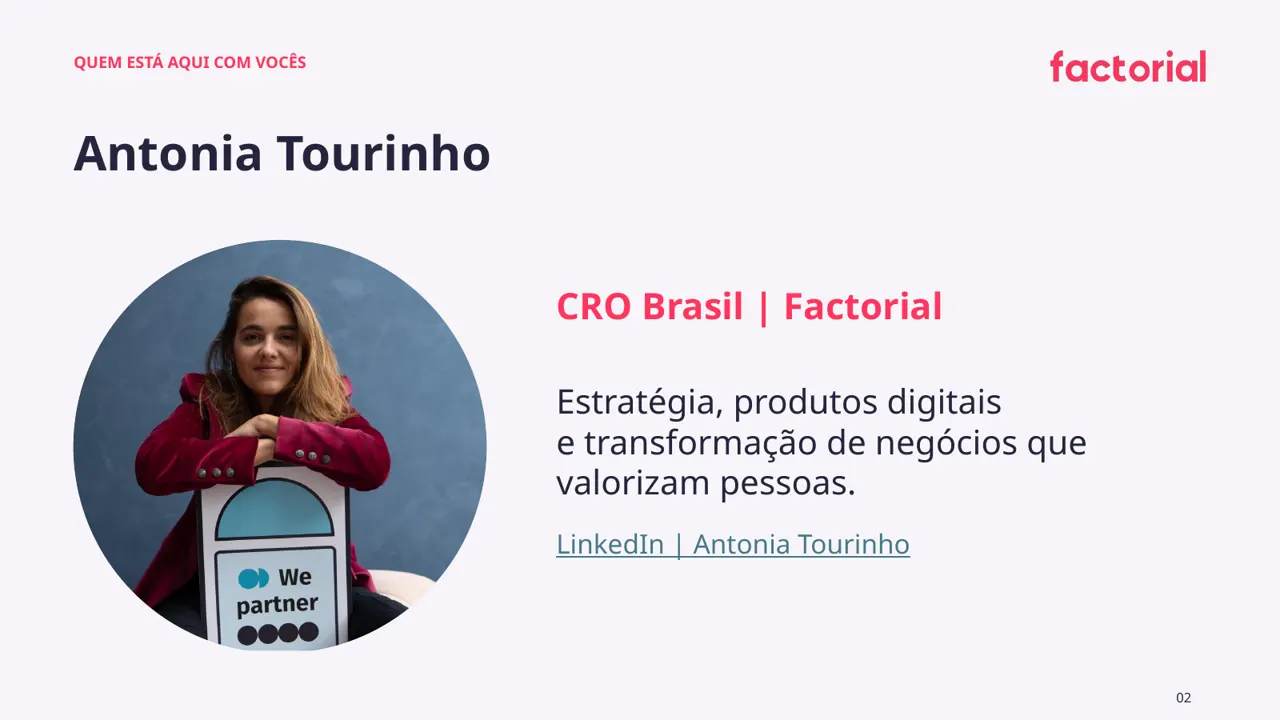 QUEM ESTÁ AQUI COM VOCÊS
factorial
Antonia Tourinho
CRO Brasil | Factorial
Estratégia, produtos digitais
e transformação de negócios que
valorizam pessoas.
LinkedIn | Antonia Tourinho
We
partner
02